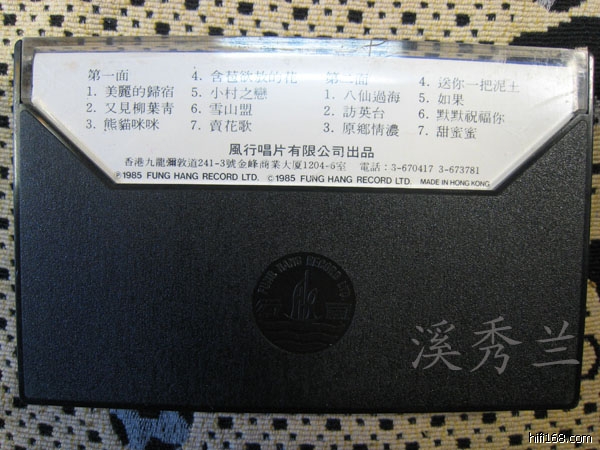 第一面
1. 美麗的歸宿
2. 又見柳葉青
3. 熊貓咪咪
4. 含苞欲放的花
5. 小村之戀
6. 雪山盟
7. 賣花歌
第二面
1. 八仙過海
2. 訪英台
3. 原鄉情濃
4. 送你一把泥土
5. 如果
6. 默默祝福你
7. 甜蜜蜜
風行唱片有限公司出品
香港九龍彌敦道241-3號金峰商業大厦1204-6室 電話：3-670417 3-673781
℗1985 FUNG HANG RECORD LTD. ©1985 FUNG HANG RECORD LTD. MADE IN HONG KONG
FUNG HANG RECORD LTD
溪秀兰
hifi168.com